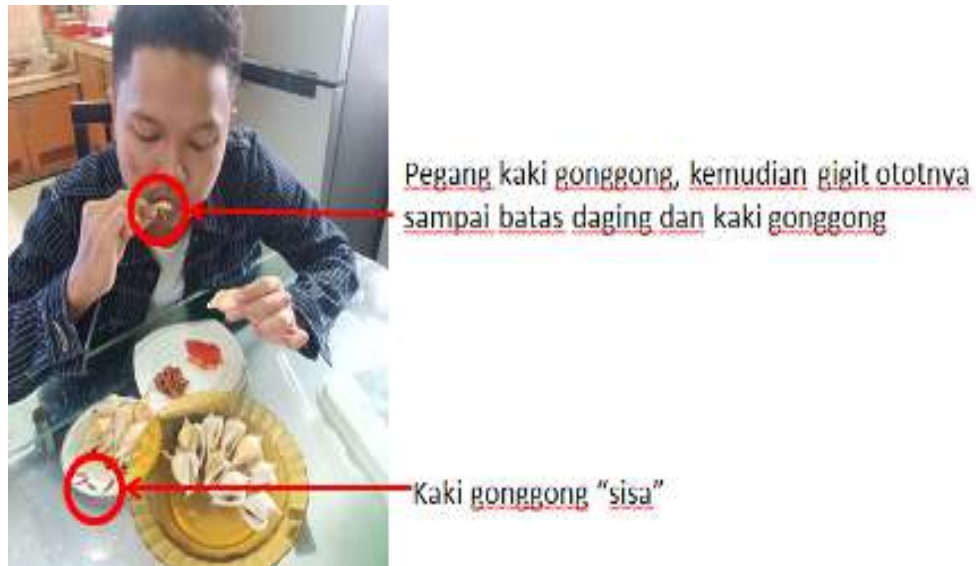 Pegang kaki gonggong, kemudian gigit ototnya
sampai batas daging dan kaki gonggong
Kaki gonggong “sisa”